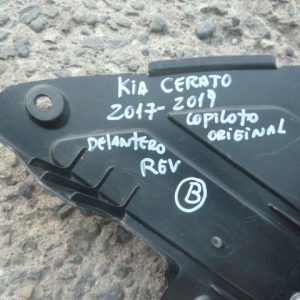 KIA CERATO
2017-2019
COPILOTO
ORIGINAL
DELANTERO
REV
B